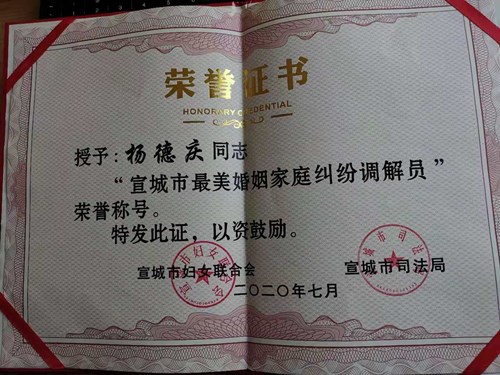 荣誉证书
HONORARY CREDENTIAL
授予：杨德庆同志
“宣城市最美婚姻家庭纠纷调解员”
荣誉称号。
特发此证，以资鼓励。
宣城市妇女联合会 宣城市司法局
二〇二〇年七月